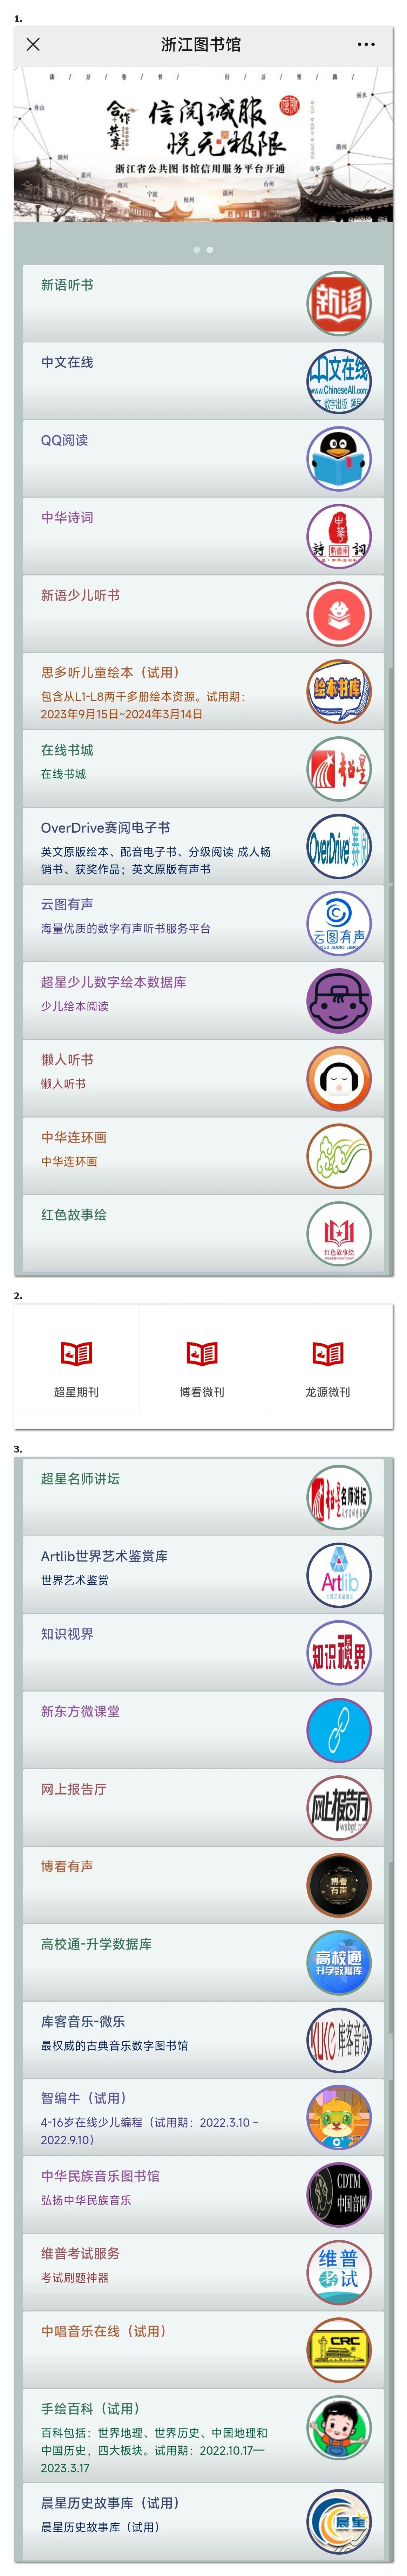 1.
浙江图书馆
读 / 万 / 卷 / 书 / 行 / 万 / 里 / 路 /
合作共享
信阅诚服
悦无极限
浙江省公共图书馆信用服务平台开通
舟山
湖州
嘉兴
绍兴
宁波
杭州
温州
台州
金华
衢州
丽水
新语听书
新语
中文在线
中文在线
www.ChineseAll.com
QQ阅读
中华诗词
中华
诗
词
新语少儿听书
思多听儿童绘本（试用）
包含从L1-L8两千多册绘本资源。试用期：
2023年9月15日~2024年3月14日
绘本书库
在线书城
在线书城
超星
OverDrive赛阅电子书
英文原版绘本、配音电子书、分级阅读 成人畅
销书、获奖作品；英文原版有声书
OverDrive 赛阅
云图有声
海量优质的数字有声听书服务平台
云图有声
超星少儿数字绘本数据库
少儿绘本阅读
懒人听书
懒人听书
中华连环画
中华连环画
红色故事绘
红色故事绘
2.
超星期刊
博看微刊
龙源微刊
3.
超星名师讲坛
超星名师讲坛
Artlib世界艺术鉴赏库
世界艺术鉴赏
Artlib
知识视界
知识视界
新东方微课堂
网上报告厅
网上报告厅
wsbgt.com
博看有声
博看
有声
高校通-升学数据库
高校通
升学数据库
库客音乐-微乐
最权威的古典音乐数字图书馆
KUKE 库客音乐
智编牛（试用）
4-16岁在线少儿编程（试用期：2022.3.10 ~
2022.9.10）
中华民族音乐图书馆
弘扬中华民族音乐
CDTM
中国音网
维普考试服务
考试刷题神器
维普
考试
中唱音乐在线（试用）
CRC
手绘百科（试用）
百科包括：世界地理、世界历史、中国地理和
中国历史，四大板块。试用期：2022.10.17—
2023.3.17
晨星历史故事库（试用）
晨星历史故事库（试用）
晨星